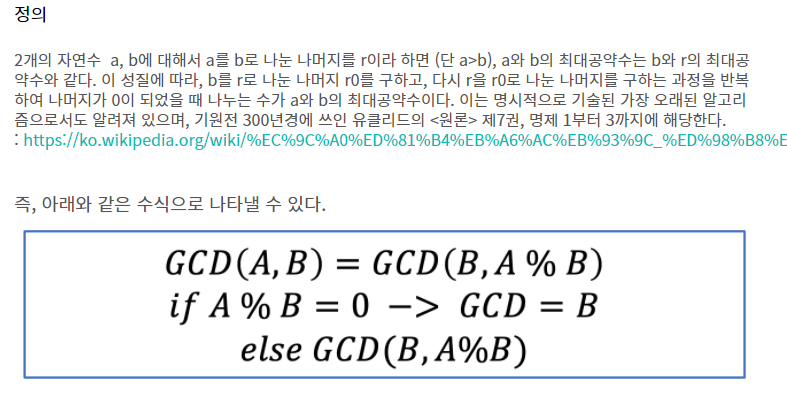 정의
2개의 자연수  a, b에 대해서 a를 b로 나눈 나머지를 r이라 하면 (단 a>b), a와 b의 최대공약수는 b와 r의 최대공
약수와 같다. 이 성질에 따라, b를 r로 나눈 나머지 r0를 구하고, 다시 r을 r0로 나눈 나머지를 구하는 과정을 반복
하여 나머지가 0이 되었을 때 나누는 수가 a와 b의 최대공약수이다. 이는 명시적으로 기술된 가장 오래된 알고리
즘으로서도 알려져 있으며, 기원전 300년경에 쓰인 유클리드의 <원론> 제7권, 명제 1부터 3까지에 해당한다.
: https://ko.wikipedia.org/wiki/%EC%9C%A0%ED%81%B4%EB%A6%AC%EB%93%9C_%ED%98%B8%E
즉, 아래와 같은 수식으로 나타낼 수 있다.
GCD(A, B) = GCD(B, A % B)
if A % B = 0 −> GCD = B
else GCD(B, A%B)